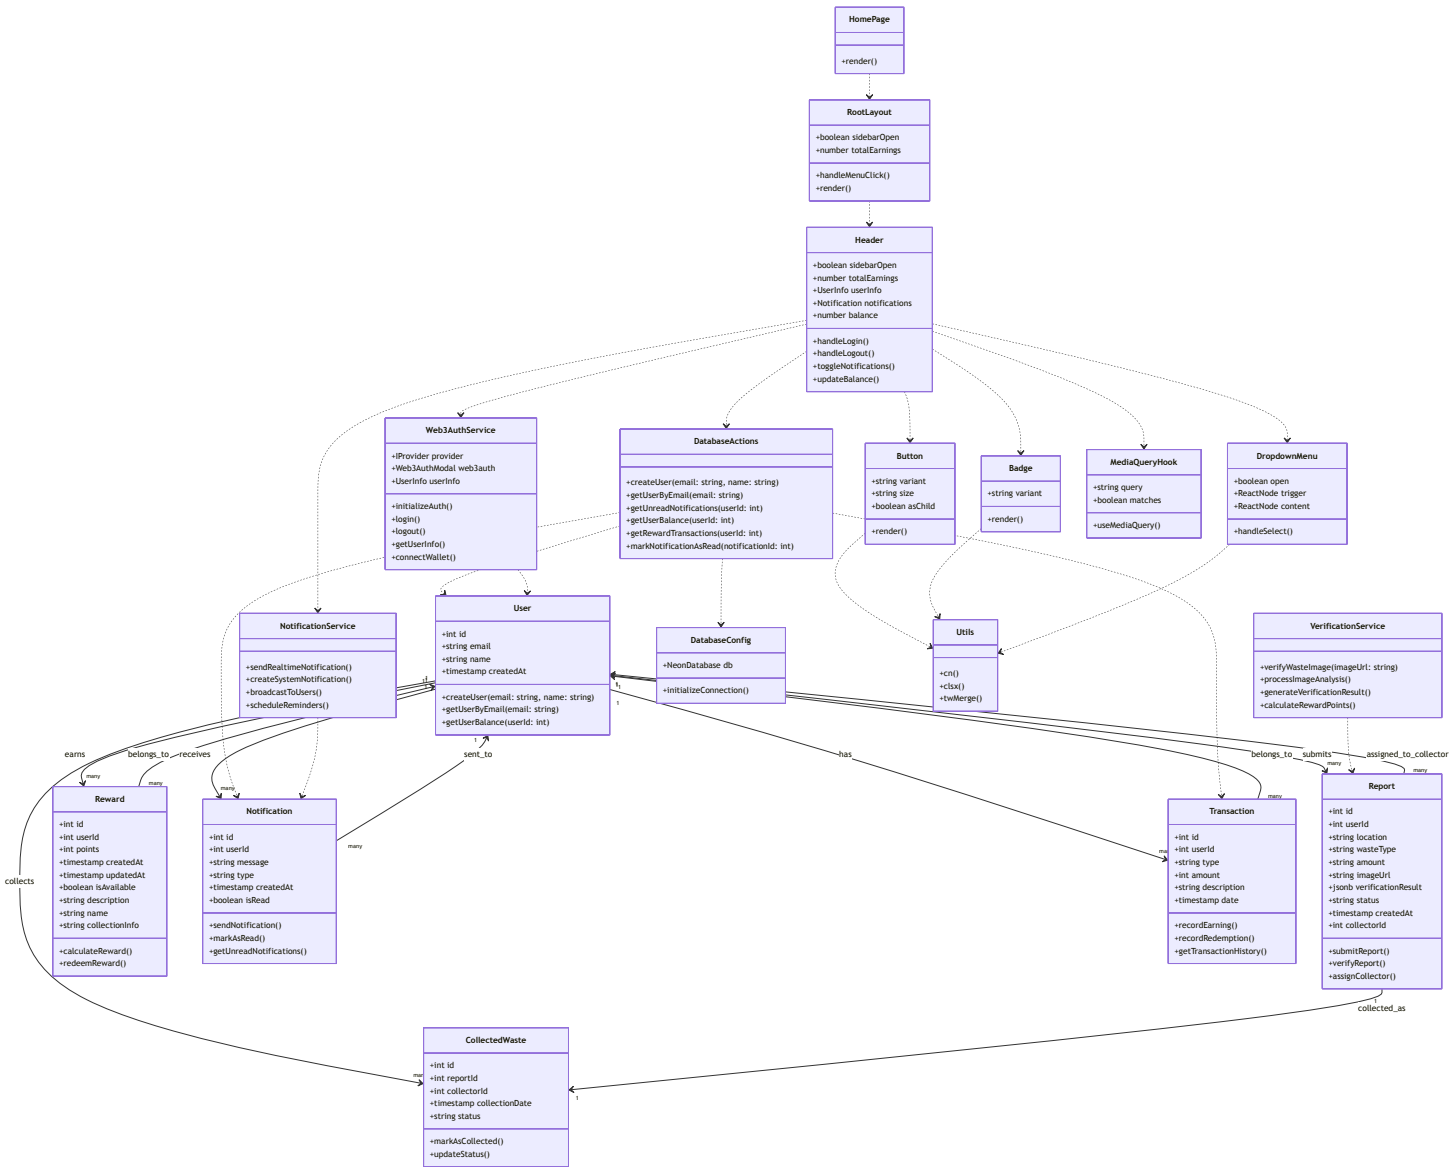 HomePage
+render()
RootLayout
+boolean sidebarOpen
+number totalEarnings
+handleMenuClick()
+render()
Header
+boolean sidebarOpen
+number totalEarnings
+UserInfo userInfo
+Notification notifications
+number balance
+handleLogin()
+handleLogout()
+toggleNotifications()
+updateBalance()
Web3AuthService
+IProvider provider
+Web3AuthModal web3auth
+UserInfo userInfo
+initializeAuth()
+login()
+logout()
+getUserInfo()
+connectWallet()
DatabaseActions
+createUser(email: string, name: string)
+getUserByEmail(email: string)
+getUnreadNotifications(userId: int)
+getUserBalance(userId: int)
+getRewardTransactions(userId: int)
+markNotificationAsRead(notificationId: int)
Button
+string variant
+string size
+boolean asChild
+render()
Badge
+string variant
+render()
MediaQueryHook
+string query
+boolean matches
+useMediaQuery()
DropdownMenu
+boolean open
+ReactNode trigger
+ReactNode content
+handleSelect()
NotificationService
+sendRealtimeNotification()
+createSystemNotification()
+broadcastToUsers()
+scheduleReminders()
User
+int id
+string email
+string name
+timestamp createdAt
+createUser(email: string, name: string)
+getUserByEmail(email: string)
+getUserBalance(userId: int)
DatabaseConfig
+NeonDatabase db
+initializeConnection()
Utils
+cn()
+clsx()
+twMerge()
VerificationService
+verifyWasteImage(imageUrl: string)
+processImageAnalysis()
+generateVerificationResult()
+calculateRewardPoints()
1
1
1
1
earns
belongs_to
receives
sent_to
has
belongs_to
submits
assigned_to_collector
many
many
many
many
many
many
many
Reward
+int id
+int userId
+int points
+timestamp createdAt
+timestamp updatedAt
+boolean isAvailable
+string description
+string name
+string collectionInfo
+calculateReward()
+redeemReward()
Notification
+int id
+int userId
+string message
+string type
+timestamp createdAt
+boolean isRead
+sendNotification()
+markAsRead()
+getUnreadNotifications()
Transaction
+int id
+int userId
+string type
+int amount
+string description
+timestamp date
+recordEarning()
+recordRedemption()
+getTransactionHistory()
Report
+int id
+int userId
+string location
+string wasteType
+string amount
+string imageUrl
+jsonb verificationResult
+string status
+timestamp createdAt
+int collectorId
+submitReport()
+verifyReport()
+assignCollector()
collects
1
collected_as
CollectedWaste
+int id
+int reportId
+int collectorId
+timestamp collectionDate
+string status
+markAsCollected()
+updateStatus()
1